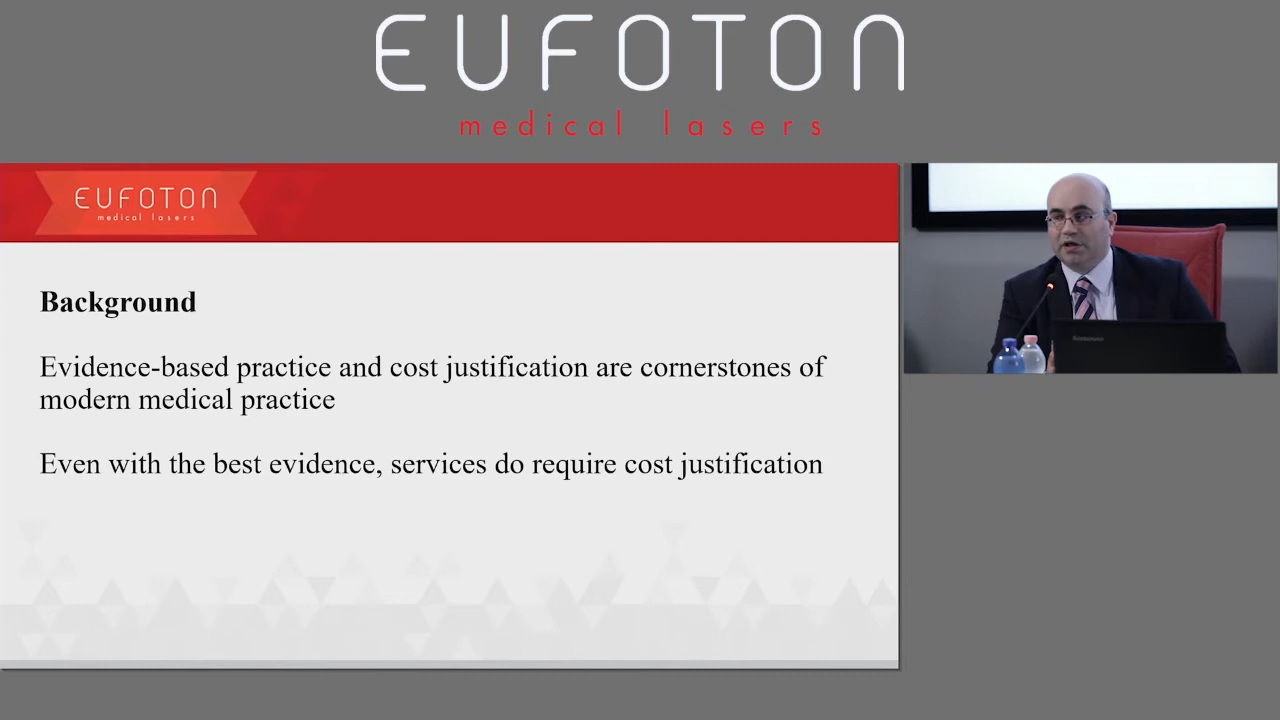 EUFOTON
medical lasers
EUFOTON
medical lasers
Background
Evidence-based practice and cost justification are cornerstones of
modern medical practice
Even with the best evidence, services do require cost justification